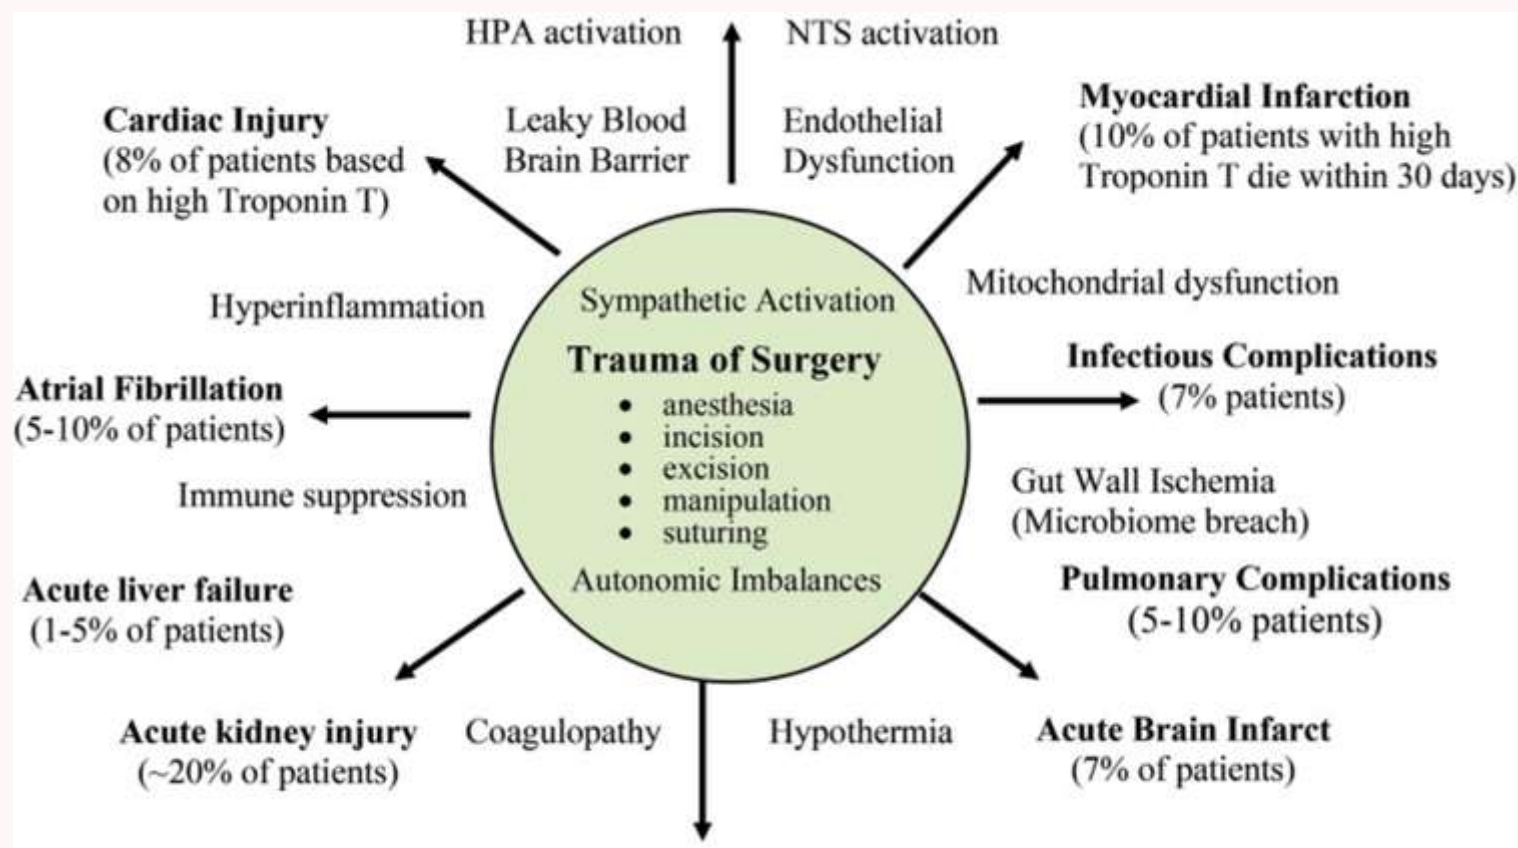 HPA activation
NTS activation
Cardiac Injury
(8% of patients based
on high Troponin T)
Leaky Blood
Brain Barrier
Endothelial
Dysfunction
Myocardial Infarction
(10% of patients with high
Troponin T die within 30 days)
Hyperinflammation
Sympathetic Activation
Mitochondrial dysfunction
Trauma of Surgery
• anesthesia
• incision
• excision
• manipulation
• suturing
Autonomic Imbalances
Atrial Fibrillation
(5-10% of patients)
Infectious Complications
(7% patients)
Immune suppression
Gut Wall Ischemia
(Microbiome breach)
Acute liver failure
(1-5% of patients)
Pulmonary Complications
(5-10% patients)
Acute kidney injury
(~20% of patients)
Coagulopathy
Hypothermia
Acute Brain Infarct
(7% of patients)